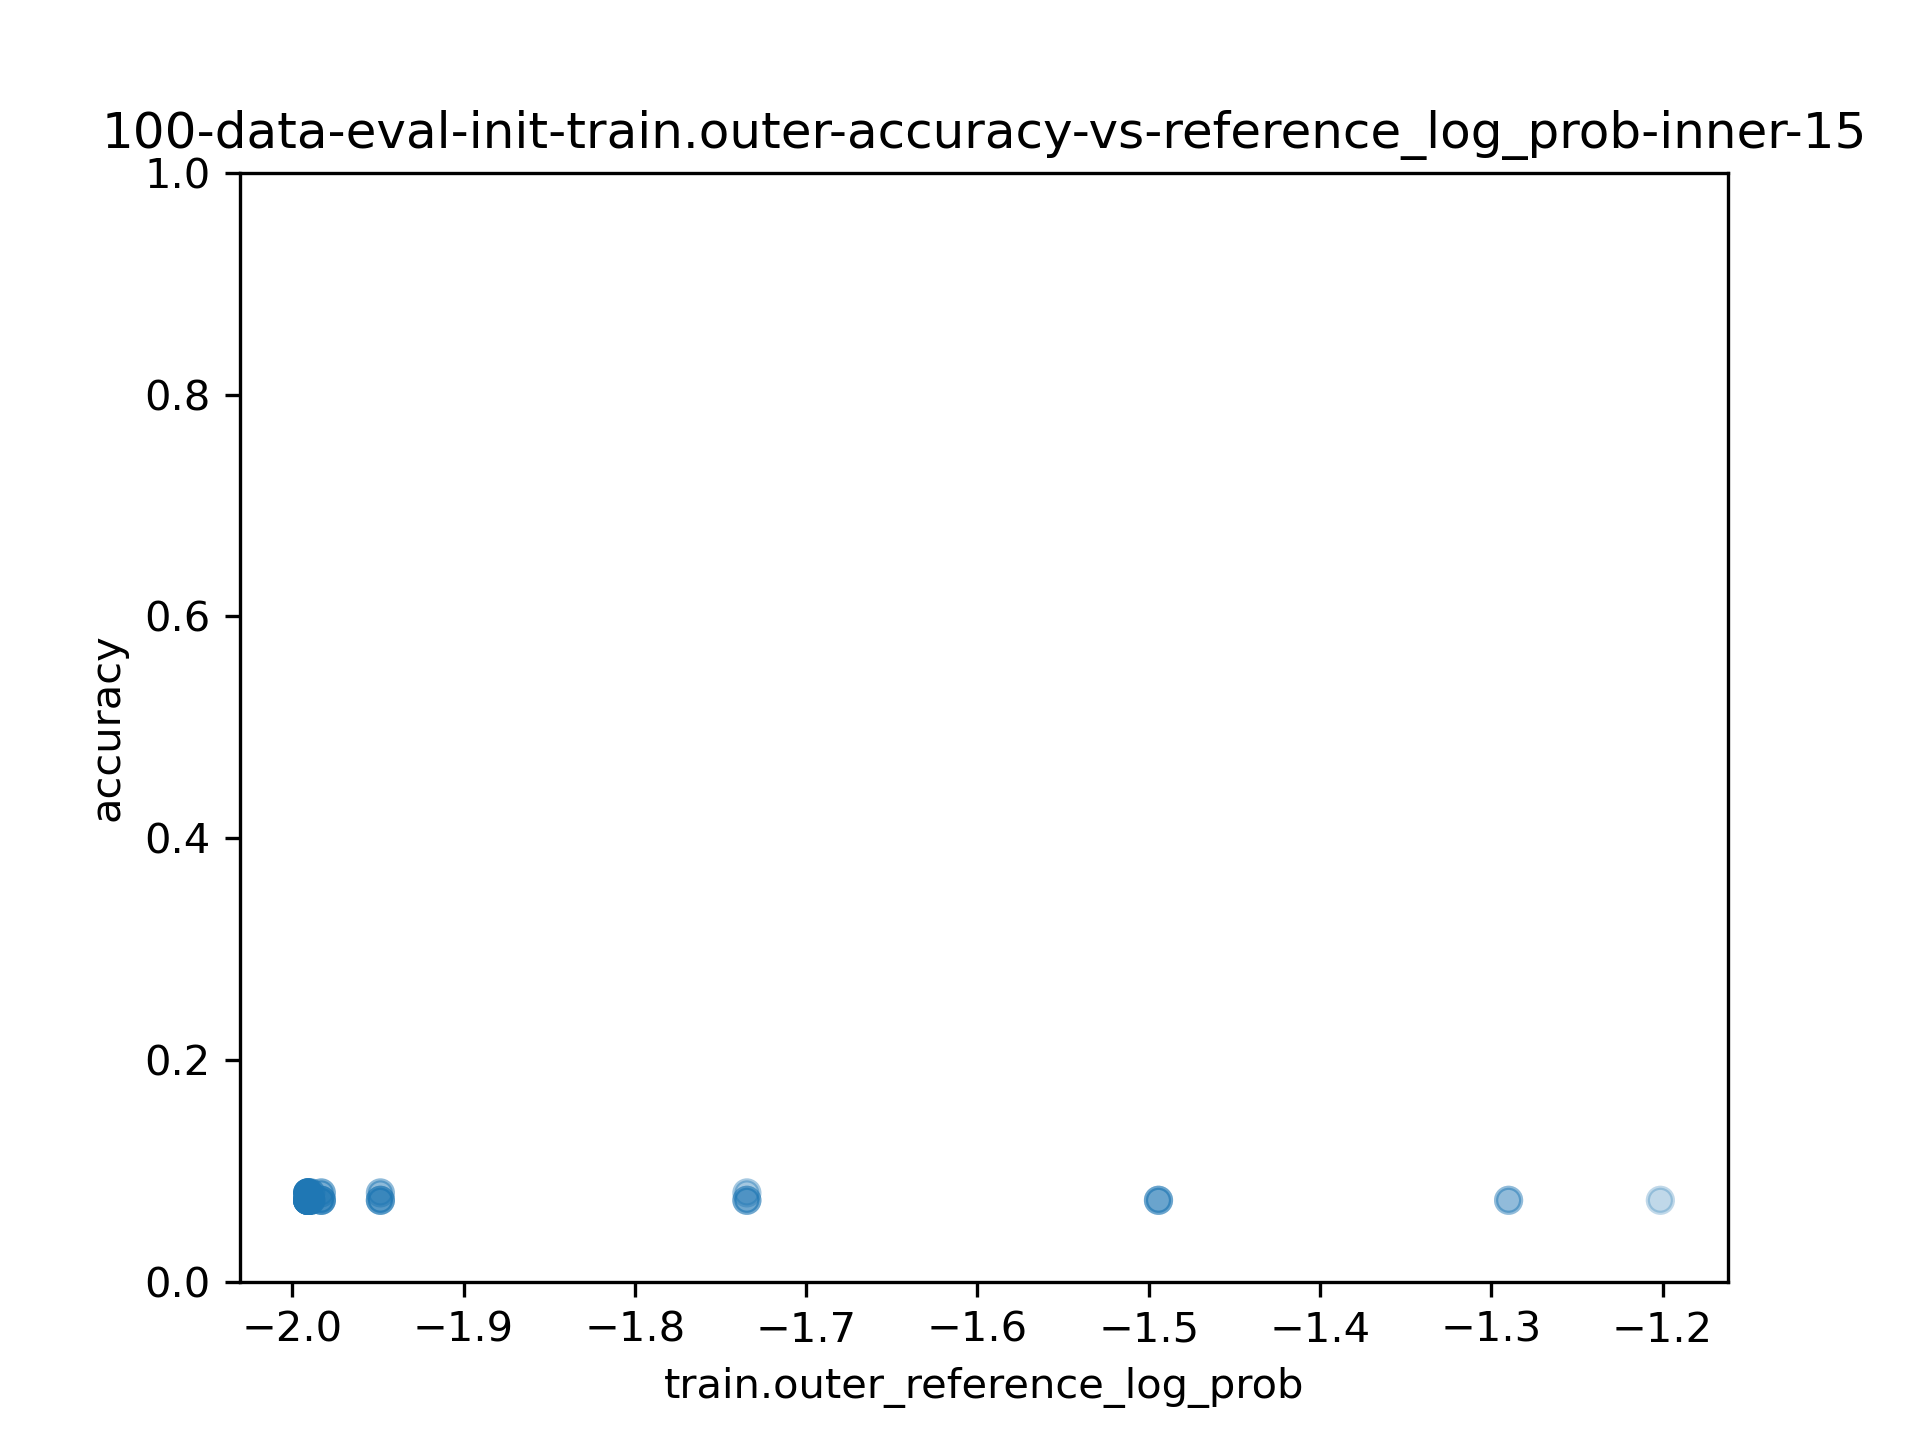 100-data-eval-init-train.outer-accuracy-vs-reference_log_prob-inner-15
1.0
0.8
0.6
0.4
0.2
0.0
accuracy
−2.0 −1.9 −1.8 −1.7 −1.6 −1.5 −1.4 −1.3 −1.2
train.outer_reference_log_prob